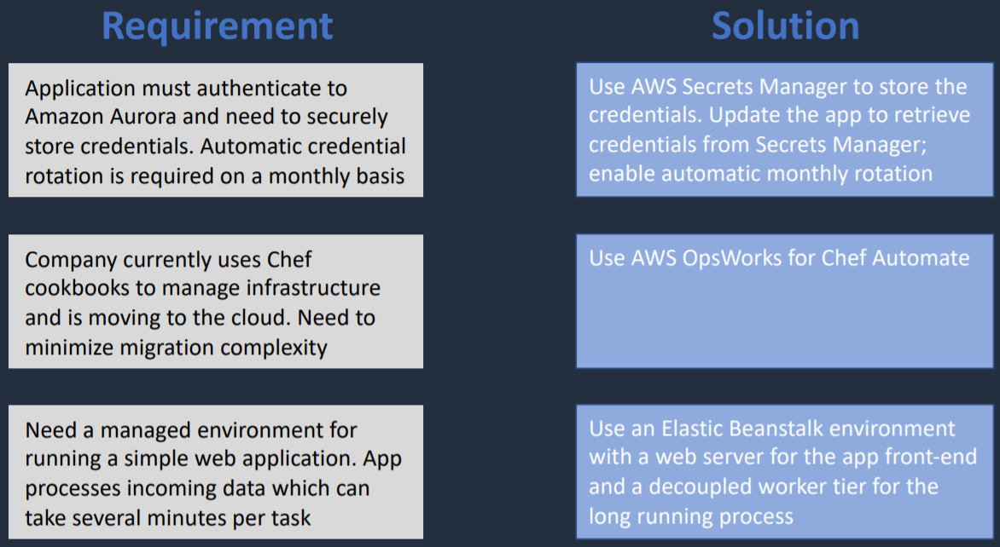 Requirement
Solution
Application must authenticate to
Amazon Aurora and need to securely
store credentials. Automatic credential
rotation is required on a monthly basis
Use AWS Secrets Manager to store the
credentials. Update the app to retrieve
credentials from Secrets Manager;
enable automatic monthly rotation
Company currently uses Chef
cookbooks to manage infrastructure
and is moving to the cloud. Need to
minimize migration complexity
Use AWS OpsWorks for Chef Automate
Need a managed environment for
running a simple web application. App
processes incoming data which can
take several minutes per task
Use an Elastic Beanstalk environment
with a web server for the app front-end
and a decoupled worker tier for the
long running process